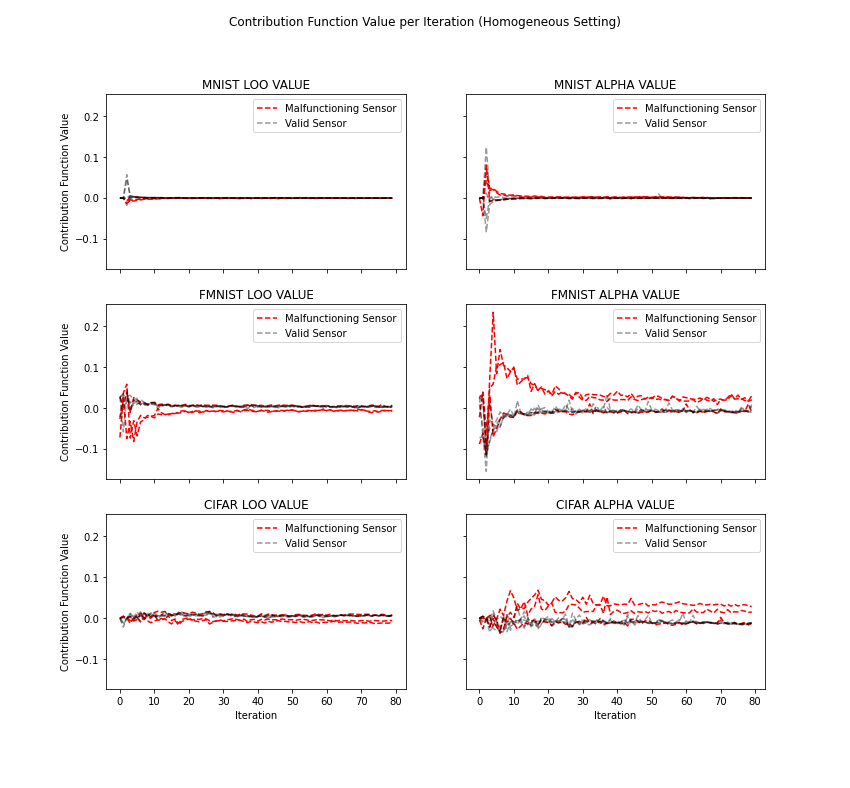 Contribution Function Value per Iteration (Homogeneous Setting)
MNIST LOO VALUE
Contribution Function Value
0.2
0.1
0.0
−0.1
Malfunctioning Sensor
Valid Sensor
MNIST ALPHA VALUE
Malfunctioning Sensor
Valid Sensor
FMNIST LOO VALUE
Contribution Function Value
0.2
0.1
0.0
−0.1
Malfunctioning Sensor
Valid Sensor
FMNIST ALPHA VALUE
Malfunctioning Sensor
Valid Sensor
CIFAR LOO VALUE
Contribution Function Value
0.2
0.1
0.0
−0.1
Malfunctioning Sensor
Valid Sensor
0 10 20 30 40 50 60 70 80
Iteration
CIFAR ALPHA VALUE
Malfunctioning Sensor
Valid Sensor
0 10 20 30 40 50 60 70 80
Iteration